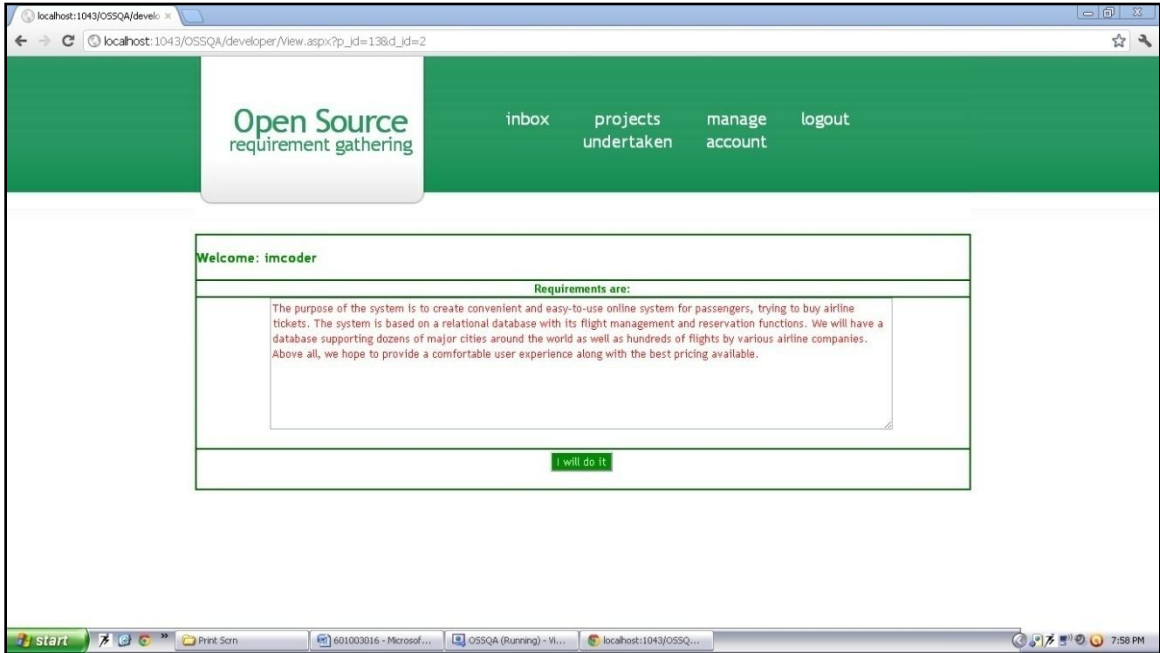 localhost:1043/OSSQA/develo
localhost:1043/OSSQA/developer/View.aspx?p_id=13&d_id=2
Open Source
requirement gathering
inbox
projects
undertaken
manage
account
logout
Welcome: imcoder
Requirements are:
The purpose of the system is to create convenient and easy-to-use online system for passengers, trying to buy airline
tickets. The system is based on a relational database with its flight management and reservation functions. We will have a
database supporting dozens of major cities around the world as well as hundreds of flights by various airline companies.
Above all, we hope to provide a comfortable user experience along with the best pricing available.
I will do it
start
Print Scrn
601003016 - Microsof...
OSSQA (Running) - Vi...
localhost:1043/OSSQ...
7:58 PM